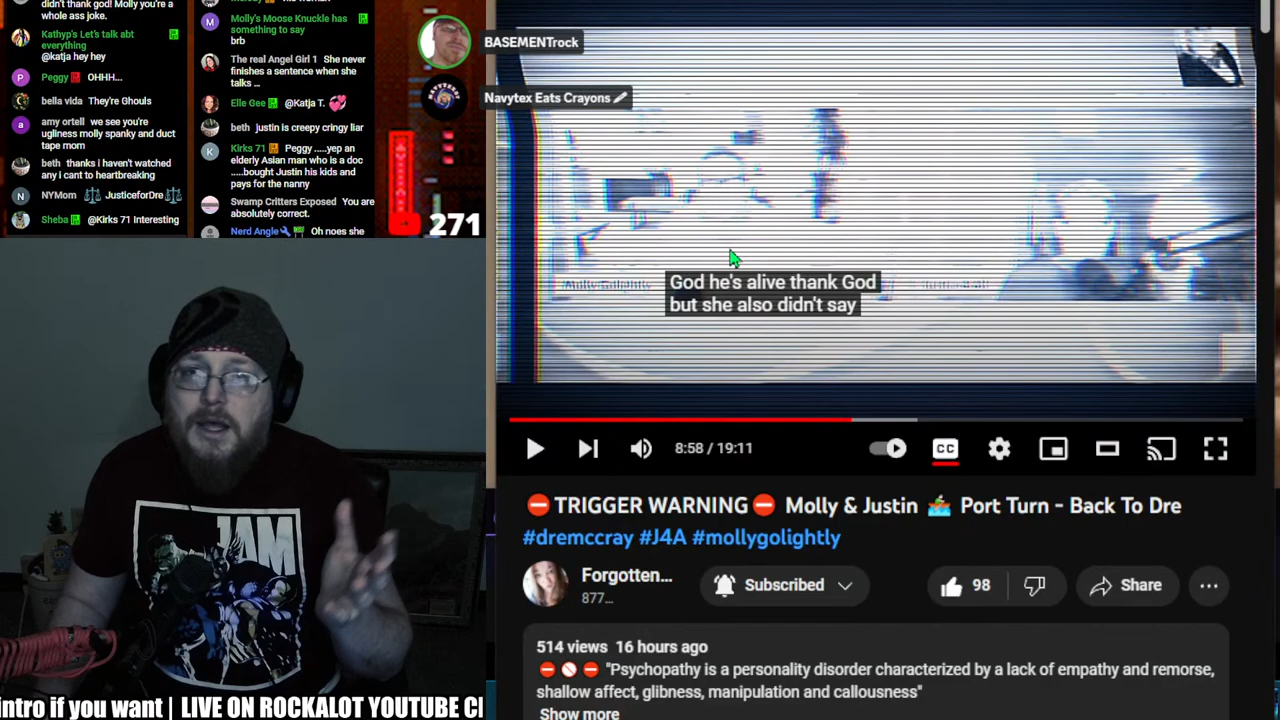 didn't thank god! Molly you're a
whole ass joke.
Kathyp's Let's talk abt
everything
@katja hey hey
Peggy OHHH...
bella vida They're Ghouls
amy ortell we see you're
ugliness molly spanky and duct
tape mom
beth thanks i haven't watched
any i cant to heartbreaking
NYMom JusticeforDre
Sheba @Kirks 71 Interesting
Molly's Moose Knuckle has
something to say
brb
The real Angel Girl 1 She never
finishes a sentence when she
talks ...
Elle Gee @Katja T.
beth justin is creepy cringy liar
Kirks 71 Peggy .....yep an
elderly Asian man who is a doc
.....bought Justin his kids and
pays for the nanny
Swamp Critters Exposed You are
absolutely correct.
Nerd Angle Oh noes she
271
BASEMENTrock
Navytex Eats Crayons
God he's alive thank God
but she also didn't say
8:58 / 19:11
CC
⛔TRIGGER WARNING⛔ Molly & Justin 🚣 Port Turn - Back To Dre
#dremccray #J4A #mollygolightly
Forgotten...
877...
Subscribed
98
Share
514 views 16 hours ago
⛔🚫⛔ "Psychopathy is a personality disorder characterized by a lack of empathy and remorse,
shallow affect, glibness, manipulation and callousness"
Show more
JAM
intro if you want | LIVE ON ROCKALOT YOUTUBE